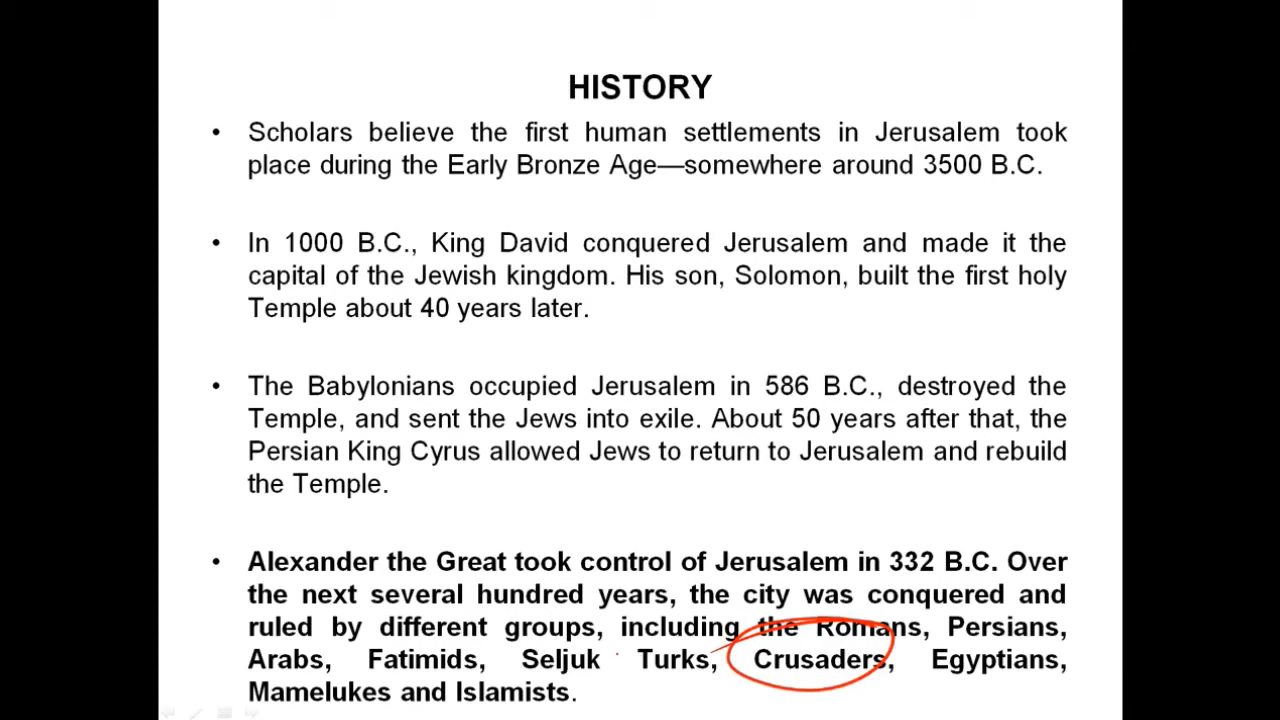 HISTORY
• Scholars believe the first human settlements in Jerusalem took
place during the Early Bronze Age—somewhere around 3500 B.C.
• In 1000 B.C., King David conquered Jerusalem and made it the
capital of the Jewish kingdom. His son, Solomon, built the first holy
Temple about 40 years later.
• The Babylonians occupied Jerusalem in 586 B.C., destroyed the
Temple, and sent the Jews into exile. About 50 years after that, the
Persian King Cyrus allowed Jews to return to Jerusalem and rebuild
the Temple.
• Alexander the Great took control of Jerusalem in 332 B.C. Over
the next several hundred years, the city was conquered and
ruled by different groups, including the Romans, Persians,
Arabs, Fatimids, Seljuk Turks, Crusaders, Egyptians,
Mamelukes and Islamists.